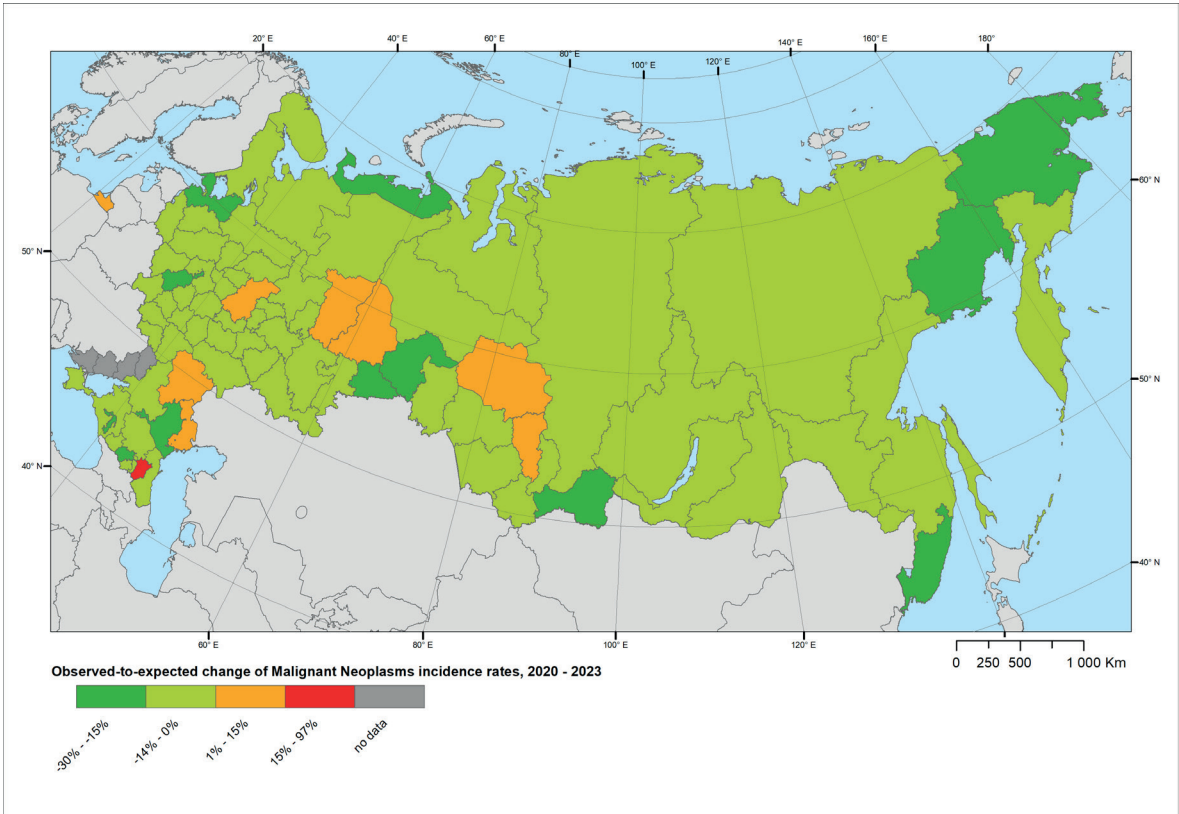 20° E 40° E 60° E 80° E 100° E 120° E 140° E 160° E 180°
60° N
50° N
50° N
40° N
40° N
60° E 80° E 100° E 120° E
0 250 500 1 000 Km
Observed-to-expected change of Malignant Neoplasms incidence rates, 2020 - 2023
-30% - -15%
-14% - 0%
1% - 15%
15% - 97%
no data